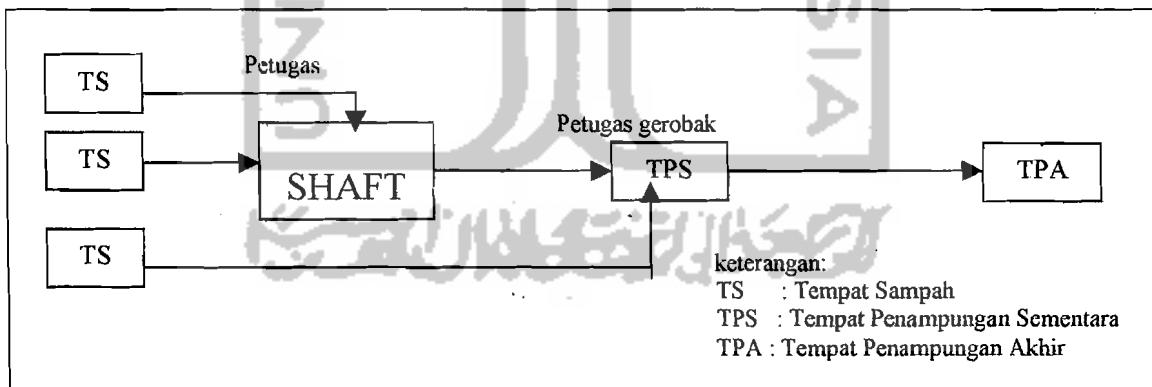 TS
Petugas
TS
SHAFT
Petugas gerobak
TPS
TPA
TS
keterangan:
TS : Tempat Sampah
TPS : Tempat Penampungan Sementara
TPA : Tempat Penampungan Akhir